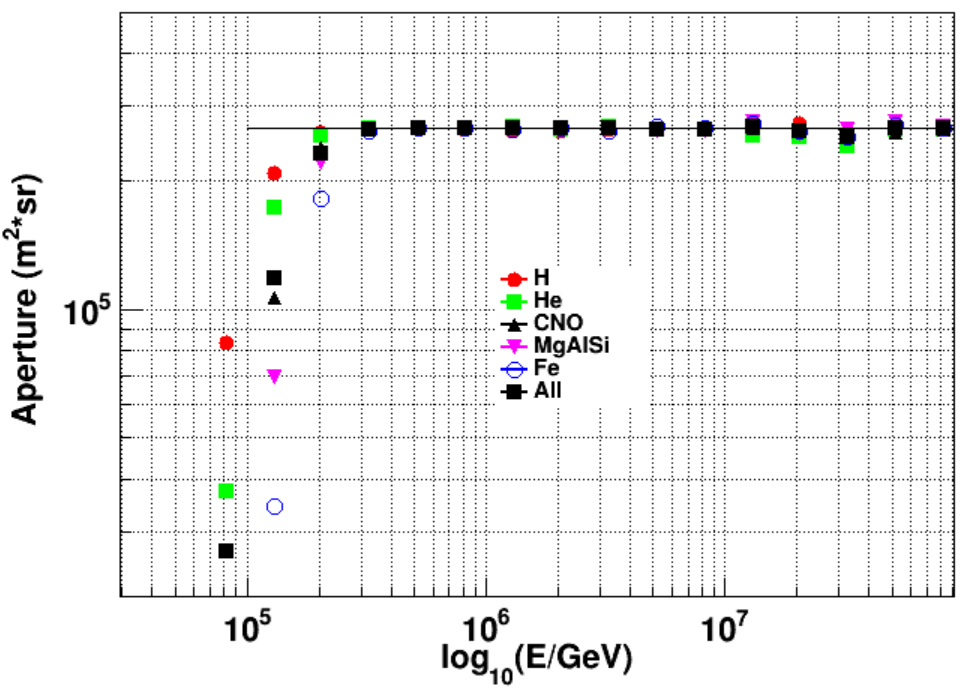 Aperture (m²*sr)
10⁵
H
He
CNO
MgAlSi
Fe
All
10⁵ 10⁶ 10⁷
log₁₀(E/GeV)